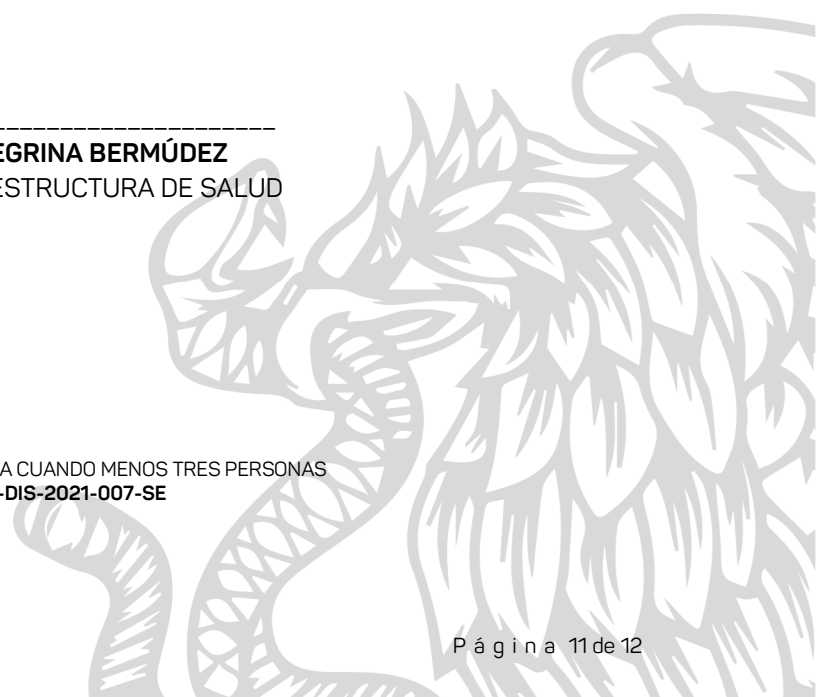 EGRINA BERMÚDEZ
ESTRUCTURA DE SALUD
A CUANDO MENOS TRES PERSONAS
-DIS-2021-007-SE
P á g i n a 11 de 12